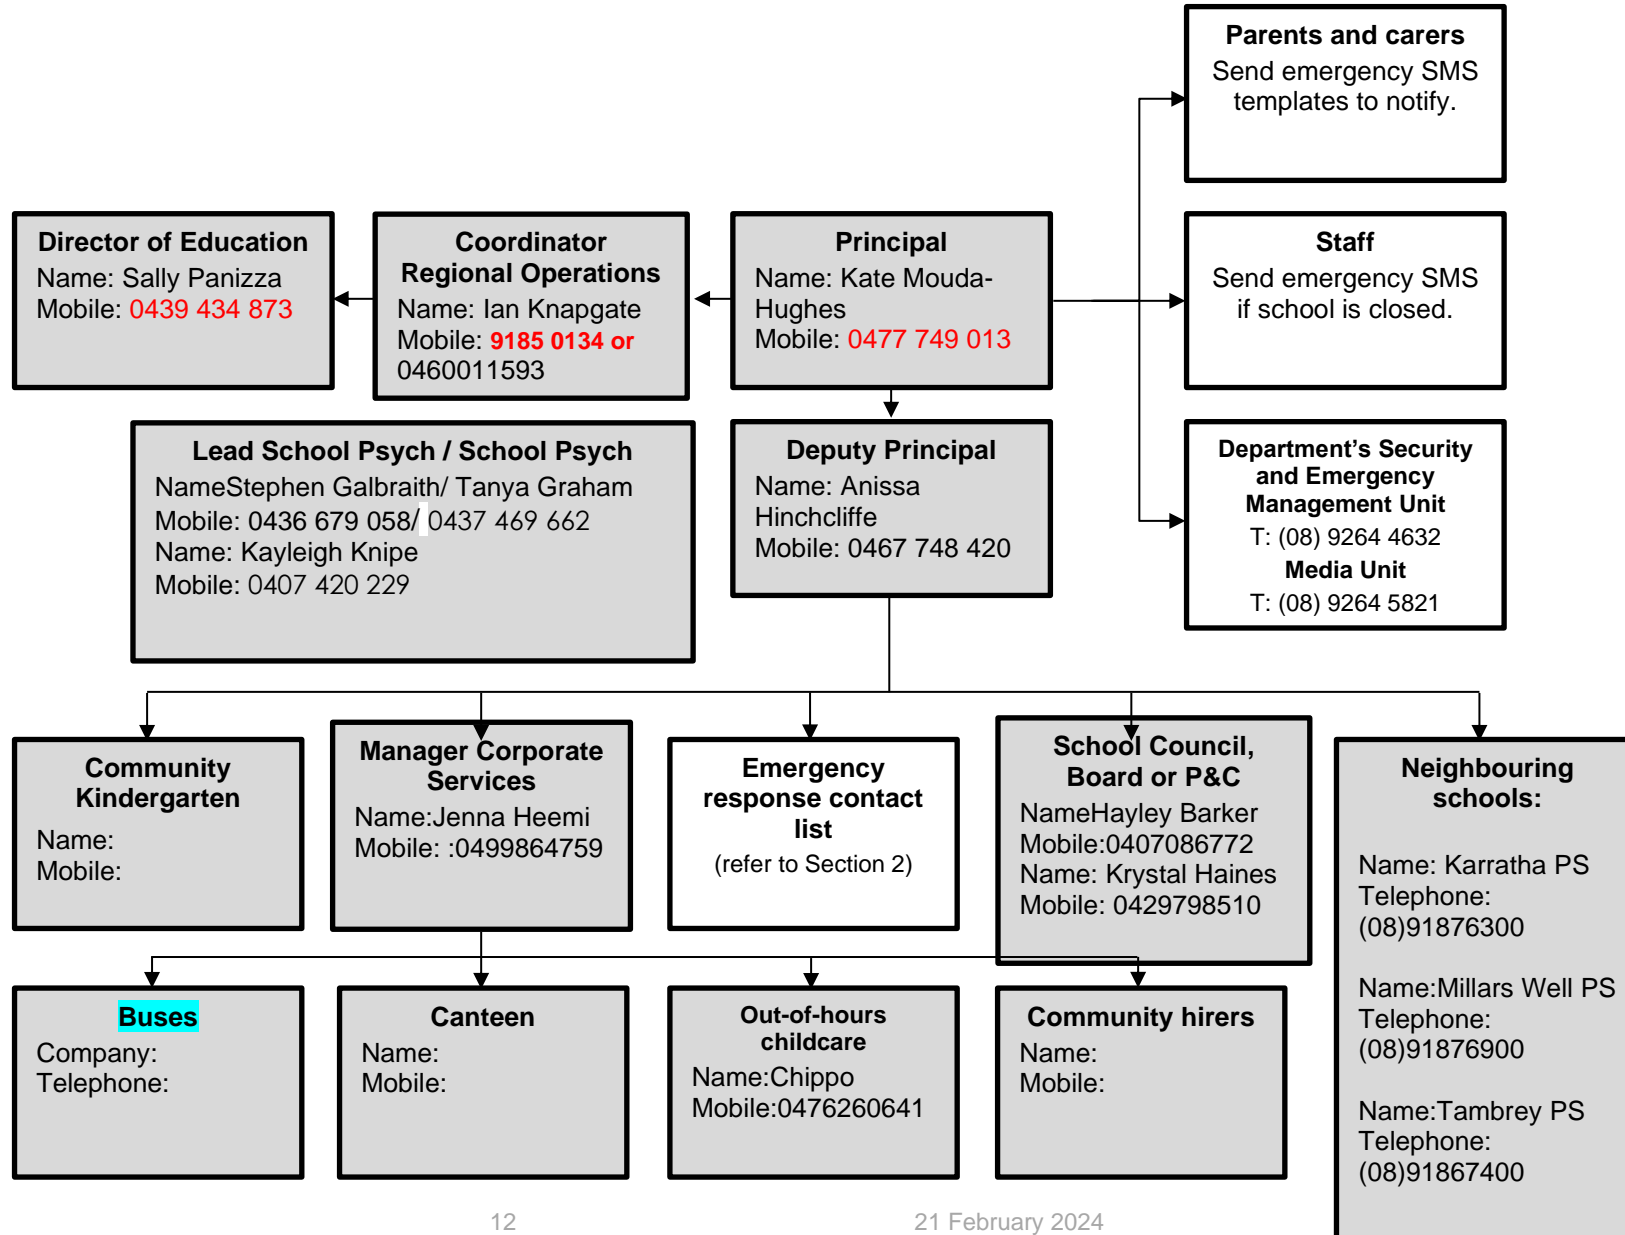 Parents and carers
Send emergency SMS
templates to notify.
Director of Education
Name: Sally Panizza
Mobile: 0439 434 873
Coordinator
Regional Operations
Name: Ian Knapgate
Mobile: 9185 0134 or
0460011593
Principal
Name: Kate Mouda-
Hughes
Mobile: 0477 749 013
Staff
Send emergency SMS
if school is closed.
Lead School Psych / School Psych
NameStephen Galbraith/ Tanya Graham
Mobile: 0436 679 058/ 0437 469 662
Name: Kayleigh Knipe
Mobile: 0407 420 229
Deputy Principal
Name: Anissa
Hinchcliffe
Mobile: 0467 748 420
Department's Security
and Emergency
Management Unit
T: (08) 9264 4632
Media Unit
T: (08) 9264 5821
Community
Kindergarten
Name:
Mobile:
Manager Corporate
Services
Name:Jenna Heemi
Mobile: :0499864759
Emergency
response contact
list
(refer to Section 2)
School Council,
Board or P&C
NameHayley Barker
Mobile:0407086772
Name: Krystal Haines
Mobile: 0429798510
Neighbouring
schools:
Name: Karratha PS
Telephone:
(08)91876300
Name:Millars Well PS
Telephone:
(08)91876900
Name:Tambrey PS
Telephone:
(08)91867400
Buses
Company:
Telephone:
Canteen
Name:
Mobile:
Out-of-hours
childcare
Name:Chippo
Mobile:0476260641
Community hirers
Name:
Mobile:
12
21 February 2024